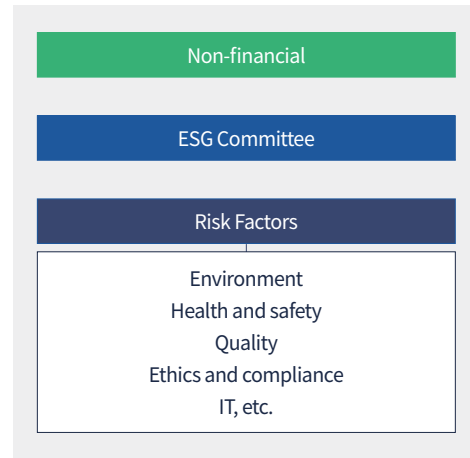 Non-financial
ESG Committee
Risk Factors
Environment
Health and safety
Quality
Ethics and compliance
IT, etc.